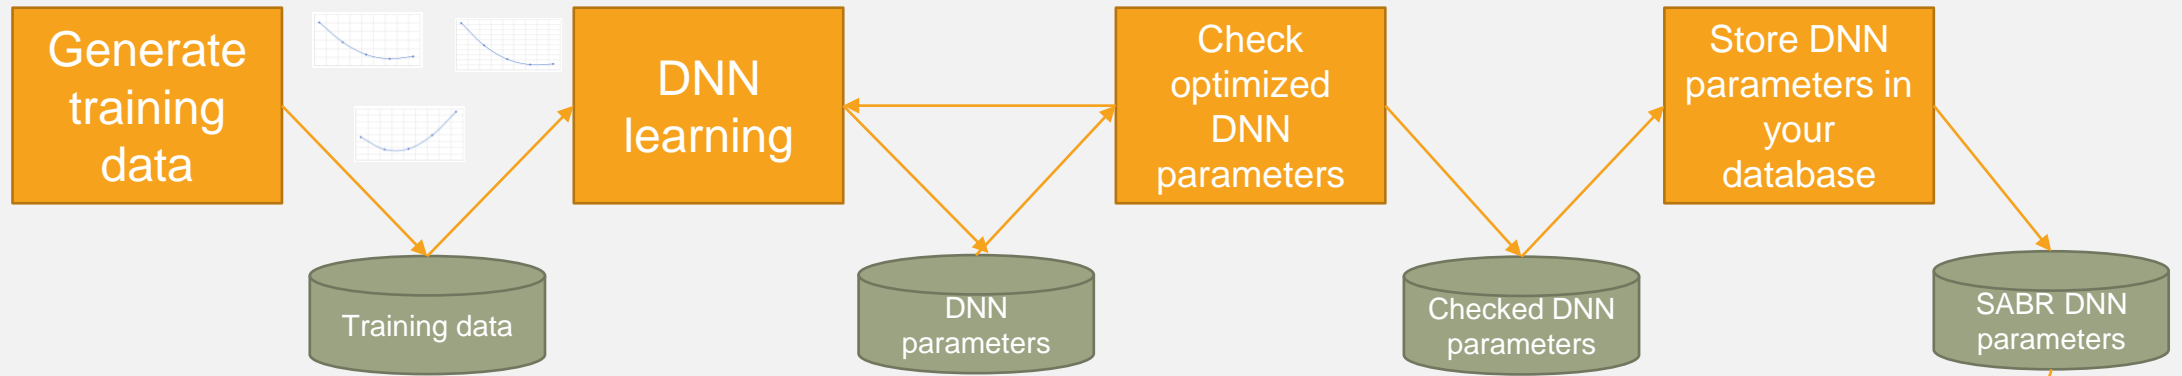 Generate
training
data
DNN
learning
Check
optimized
DNN
parameters
Store DNN
parameters in
your
database
Training data
DNN
parameters
Checked DNN
parameters
SABR DNN
parameters